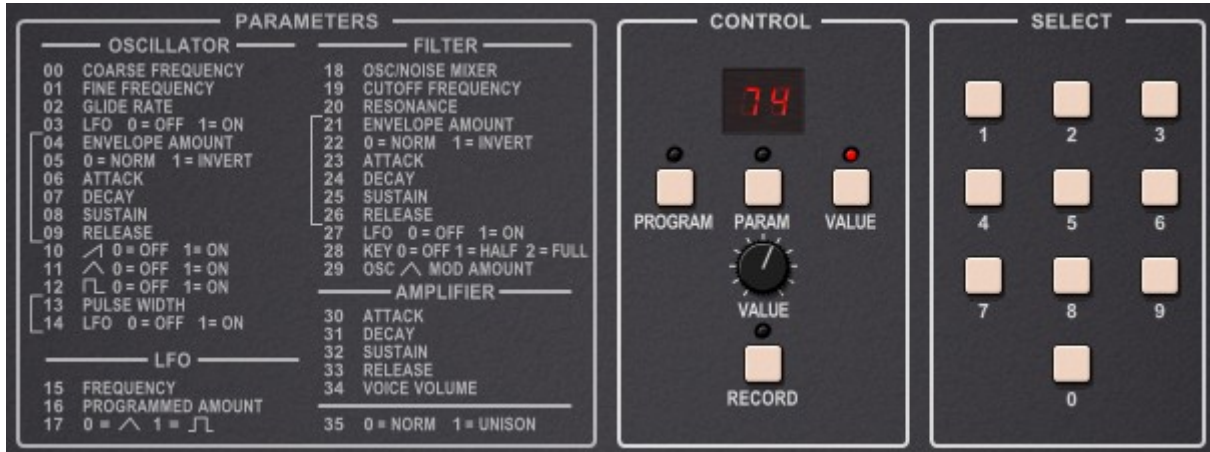 PARAMETERS
OSCILLATOR
00 COARSE FREQUENCY
01 FINE FREQUENCY
02 GLIDE RATE
03 LFO 0 = OFF 1 = ON
04 ENVELOPE AMOUNT
05 0 = NORM 1 = INVERT
06 ATTACK
07 DECAY
08 SUSTAIN
09 RELEASE
10 0 = OFF 1 = ON
11 0 = OFF 1 = ON
12 0 = OFF 1 = ON
13 PULSE WIDTH
14 LFO 0 = OFF 1 = ON
LFO
15 FREQUENCY
16 PROGRAMMED AMOUNT
17 0 = 1 =
FILTER
18 OSC/NOISE MIXER
19 CUTOFF FREQUENCY
20 RESONANCE
21 ENVELOPE AMOUNT
22 0 = NORM 1 = INVERT
23 ATTACK
24 DECAY
25 SUSTAIN
26 RELEASE
27 LFO 0 = OFF 1 = ON
28 KEY 0 = OFF 1 = HALF 2 = FULL
29 OSC MOD AMOUNT
AMPLIFIER
30 ATTACK
31 DECAY
32 SUSTAIN
33 RELEASE
34 VOICE VOLUME
35 0 = NORM 1 = UNISON
CONTROL
74
PROGRAM PARAM VALUE
VALUE
RECORD
SELECT
1 2 3
4 5 6
7 8 9
0